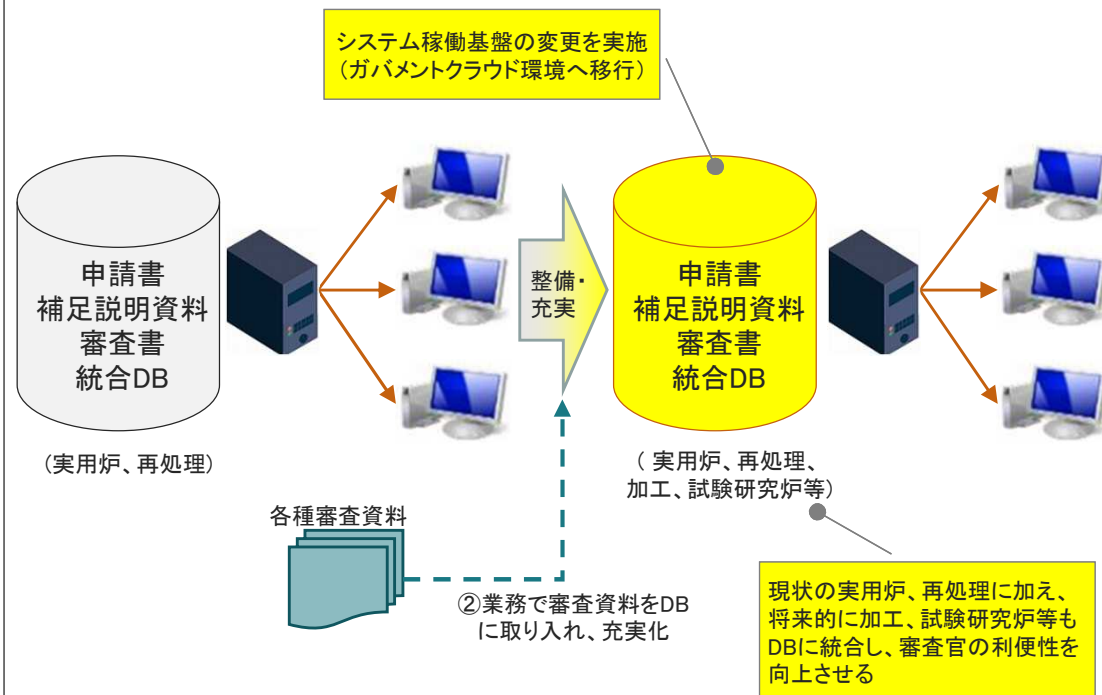 システム稼働基盤の変更を実施
(ガバメントクラウド環境へ移行)
申請書
補足説明資料
審査書
統合DB
(実用炉、再処理)
整備・
充実
申請書
補足説明資料
審査書
統合DB
( 実用炉、再処理、
加工、試験研究炉等)
各種審査資料
②業務で審査資料をDB
に取り入れ、充実化
現状の実用炉、再処理に加え、
将来的に加工、試験研究炉等も
DBに統合し、審査官の利便性を
向上させる